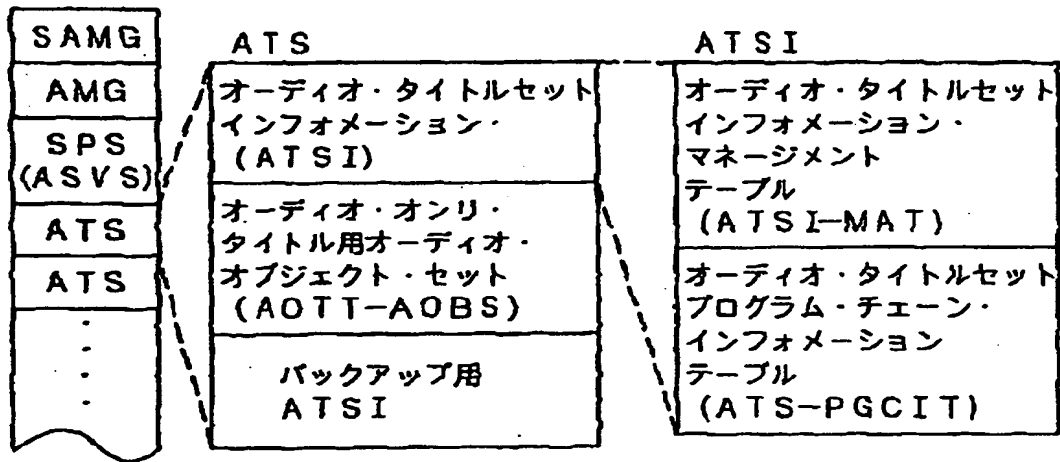 SAMG
AMG
SPS
(ASVS)
ATS
ATS
ATS
オーディオ・タイトルセット
インフォメーション・
(ATSI)
オーディオ・オンリ・
タイトル用オーディオ・
オブジェクト・セット
(AOTT-AOBS)
バックアップ用
ATSI
ATSI
オーディオ・タイトルセット
インフォメーション・
マネージメント
テーブル
(ATSI-MAT)
オーディオ・タイトルセット
プログラム・チェーン・
インフォメーション
テーブル
(ATS-PGCIT)